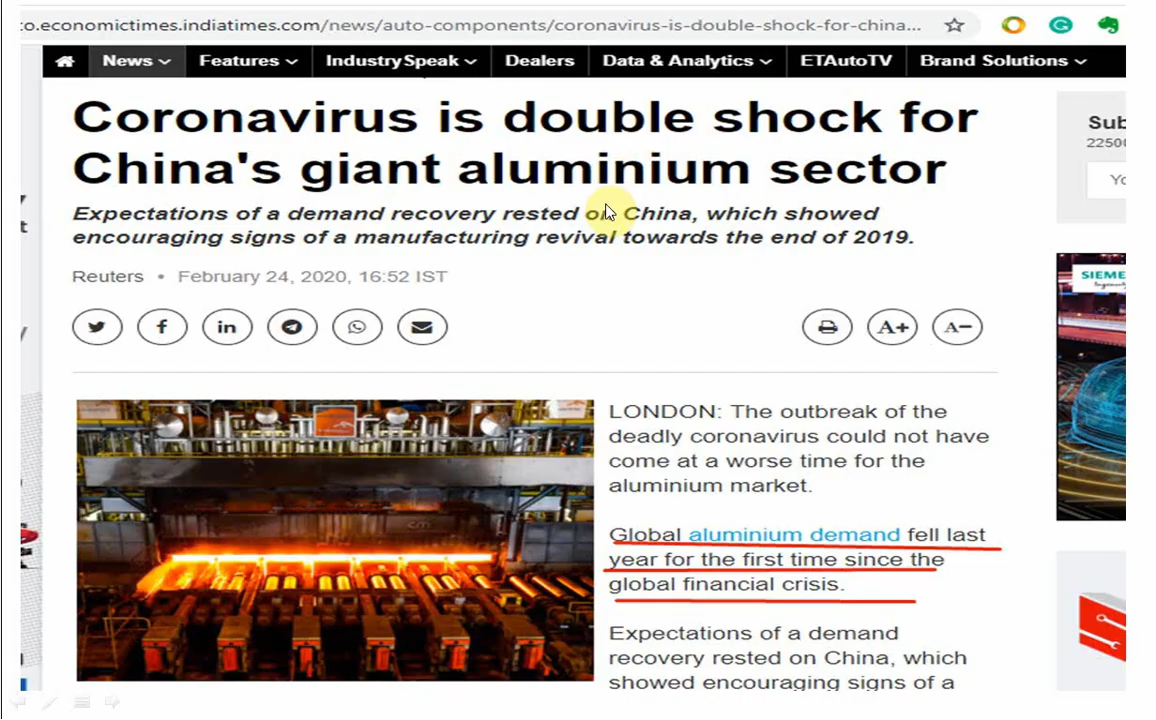 :o.economictimes.indiatimes.com/news/auto-components/coronavirus-is-double-shock-for-china...
News Features IndustrySpeak Dealers Data & Analytics ETAutoTV Brand Solutions
Coronavirus is double shock for
China's giant aluminium sector
Expectations of a demand recovery rested on China, which showed
encouraging signs of a manufacturing revival towards the end of 2019.
Reuters • February 24, 2020, 16:52 IST
A+ A-
Sub
2250
Yo
SIEME
LONDON: The outbreak of the
deadly coronavirus could not have
come at a worse time for the
aluminium market.
Global aluminium demand fell last
year for the first time since the
global financial crisis.
Expectations of a demand
recovery rested on China, which
showed encouraging signs of a